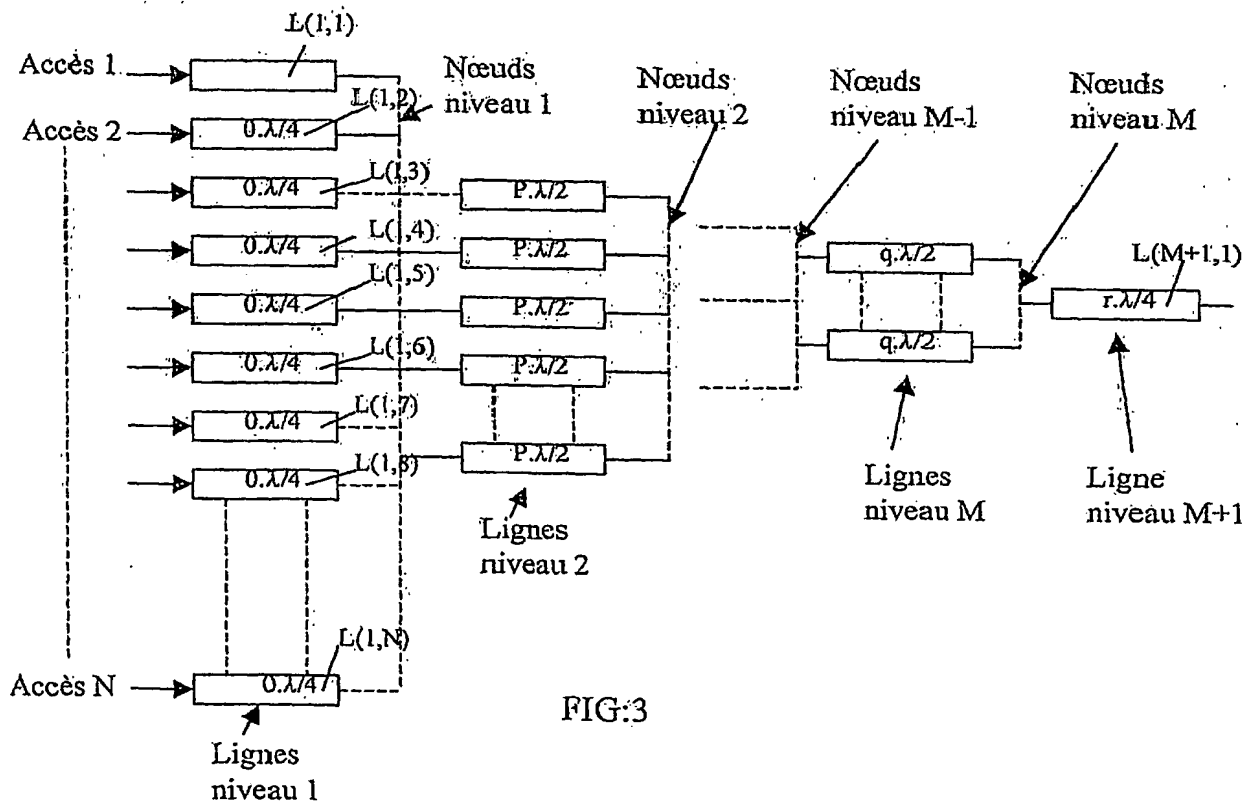 L(1,1)
Accès 1
Nœuds
niveau 1
Nœuds
niveau 2
Nœuds
niveau M-1
Nœuds
niveau M
L(1,2)
Accès 2
0.λ/4
L(1,3)
0.λ/4
P.λ/2
L(1,4)
0.λ/4
P.λ/2
q.λ/2
L(M+1,1)
L(1,5)
0.λ/4
P.λ/2
r.λ/4
L(1,6)
0.λ/4
P.λ/2
q.λ/2
L(1,7)
0.λ/4
L(1,8)
0.λ/4
P.λ/2
Lignes
niveau M
Ligne
niveau M+1
Lignes
niveau 2
L(1,N)
Accès N
0.λ/4
FIG:3
Lignes
niveau 1